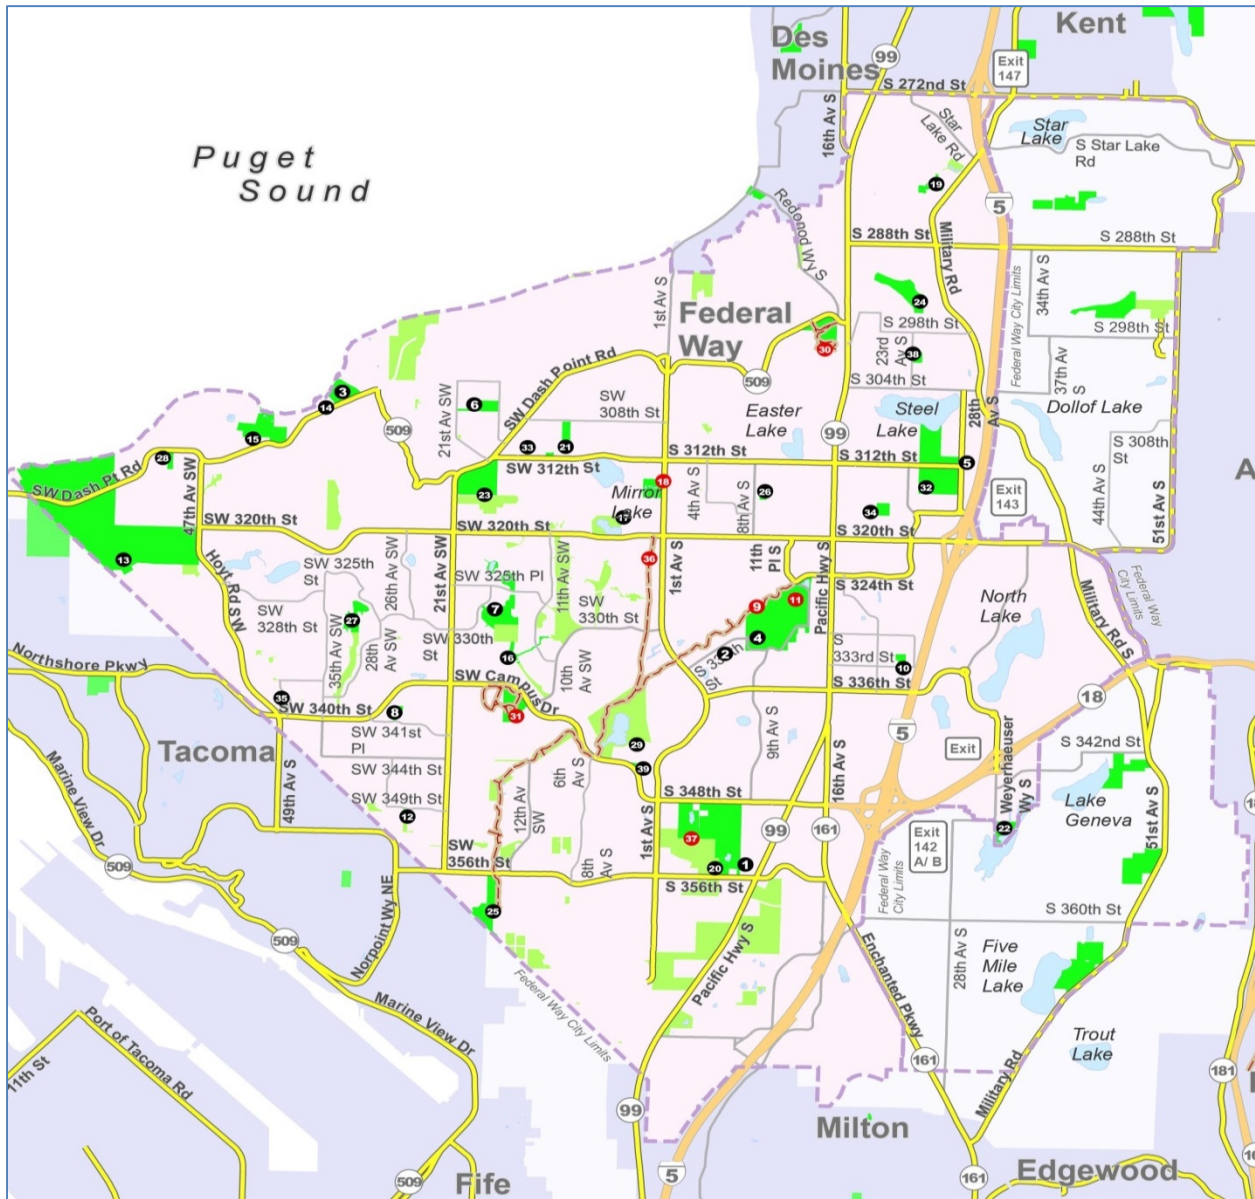 Kent
Des
Moines
99
Exit
147
S 272nd St
16th Av S
Star
Lake Rd
Star
Lake
S Star Lake
Rd
Puget
Sound
19
5
Redondo Wy S
S 288th St
S 288th St
Military Rd
34th Av S
Federal Way City Limits
1st Av S
24
Federal
Way
S 298th St
S 298th St
30
23rd
Av S
38
37th Av
S
509
S 304th St
SW Dash Point Rd
3
14
6
SW
308th St
Easter
Lake
Steel
Lake
28th
Av S
Dollof Lake
509
21st Av SW
15
33
21
99
S 308th
St
28
SW 312th St
S 312th St
S 312th St
5
SW Dash Pt Rd
47th Av SW
23
18
Mirror
Lake
17
4th Av S
8th Av S
26
32
Exit
143
44th Av S
51st Av S
A
34
SW 320th St
SW 320th St
S 320th St
13
Hoyt Rd SW
SW 325th
St
26th Av SW
21st Av SW
SW 325th Pl
11th Av SW
36
1st Av S
11th
Pl S
Pacific Hwy S
S 324th St
Federal Way
City Limits
SW
328th St
27
35th Av SW
28th
Av SW
7
SW
330th St
9
11
North
Lake
Military Rd S
SW 330th
St
4
2
S 333rd St
S
333rd St
10
Northshore Pkwy
16
10th
Av SW
SW Campus Dr
S 336th St
35
SW 340th St
8
31
18
Tacoma
SW 341st
Pl
29
9th Av S
5
Exit
S 342nd St
49th Av S
SW 344th St
6th
Av S
39
16th Av S
Weyerhaeuser
Wy S
Marine View Dr
SW 349th St
12th Av
SW
S 348th St
Lake
Geneva
51st Av S
12
37
99
161
Exit
142
A/ B
22
509
SW
356th St
8th
Av S
1st Av S
20
1
S 356th St
Federal Way
City Limits
25
S 360th St
Norpoint Wy NE
509
Pacific Hwy S
Enchanted Pkwy
28th Av S
Five
Mile
Lake
Federal Way City Limits
Marine View Dr
Port of Tacoma Rd
Trout
Lake
11th St
161
Military Rd
181
99
Milton
5
161
509
Fife
Edgewood